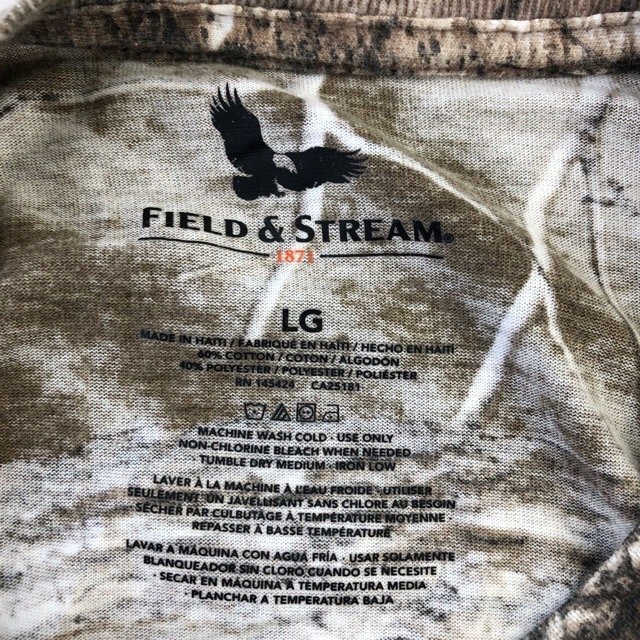 FIELD & STREAM®
1871
LG
MADE IN HAITI / FABRIQUÉ EN HAÏTI / HECHO EN HAITÍ
60% COTTON / COTON / ALGODÓN
40% POLYESTER / POLYESTER / POLIÉSTER
RN 145424 CA25181
MACHINE WASH COLD · USE ONLY
NON-CHLORINE BLEACH WHEN NEEDED
TUMBLE DRY MEDIUM · IRON LOW
LAVER À LA MACHINE À L'EAU FROIDE · UTILISER
SEULEMENT UN JAVELLISANT SANS CHLORE AU BESOIN
SÉCHER PAR CULBUTAGE À TEMPÉRATURE MOYENNE ·
REPASSER À BASSE TEMPÉRATURE
LAVAR A MÁQUINA CON AGUA FRÍA · USAR SOLAMENTE
BLANQUEADOR SIN CLORO CUANDO SE NECESITE
· SECAR EN MÁQUINA A TEMPERATURA MEDIA
· PLANCHAR A TEMPERATURA BAJA